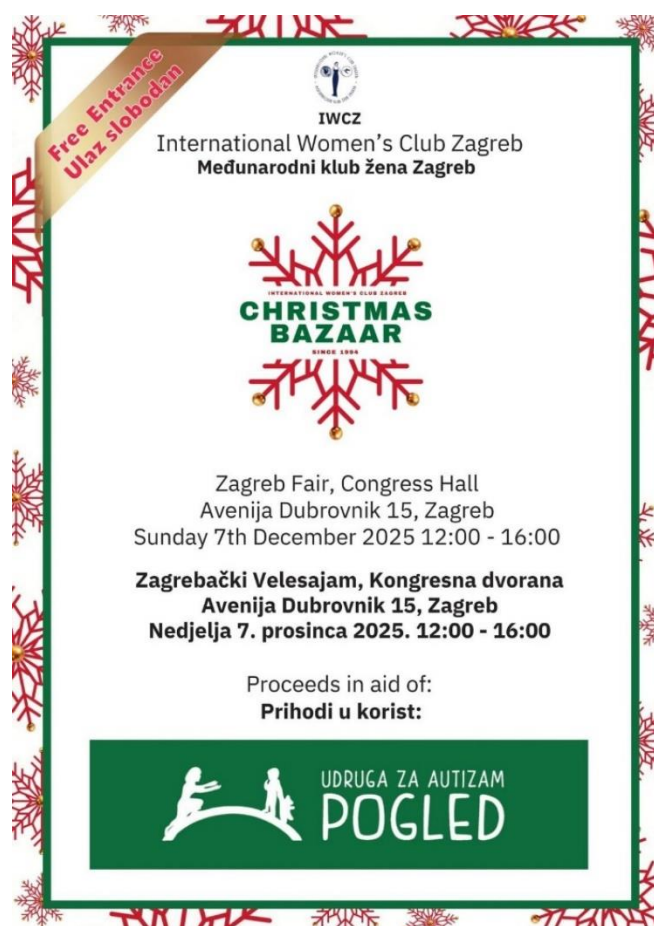 Free Entrance
Ulaz slobodan
IWCZ
International Women's Club Zagreb
Međunarodni klub žena Zagreb
INTERNATIONAL WOMEN'S CLUB ZAGREB
CHRISTMAS
BAZAAR
SINCE 1994
Zagreb Fair, Congress Hall
Avenija Dubrovnik 15, Zagreb
Sunday 7th December 2025 12:00 - 16:00
Zagrebački Velesajam, Kongresna dvorana
Avenija Dubrovnik 15, Zagreb
Nedjelja 7. prosinca 2025. 12:00 - 16:00
Proceeds in aid of:
Prihodi u korist:
UDRUGA ZA AUTIZAM
POGLED